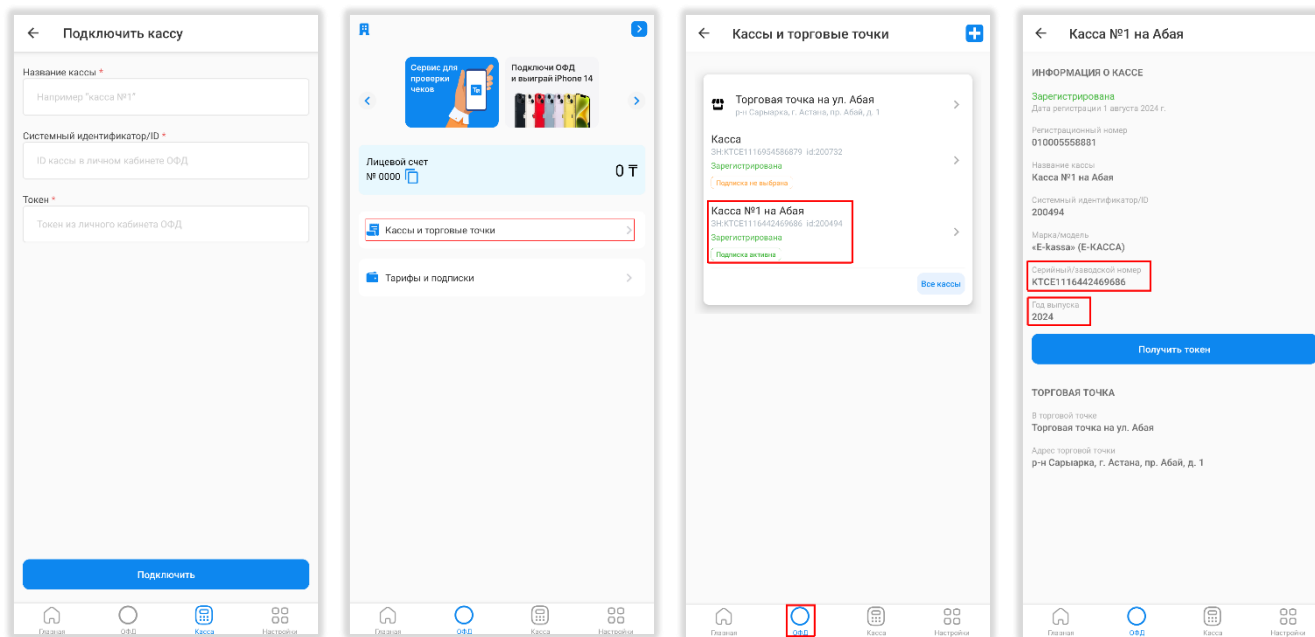 Подключить кассу
Название кассы *
Например "касса №1"
Системный идентификатор/ID *
ID кассы в личном кабинете ОФД
Токен *
Токен из личного кабинета ОФД
Подключить
Главная
ОФД
Касса
Настройки
Сервис для
проверки
чеков
Подключи ОФД
и выиграй iPhone 14
Лицевой счет
№ 0000
0 ₸
Кассы и торговые точки
Тарифы и подписки
Главная
ОФД
Касса
Настройки
Кассы и торговые точки
Торговая точка на ул. Абая
р-н Сарыарка, г. Астана, пр. Абай, д. 1
Касса
ЗН:KTCE1116954586879 id:200732
Зарегистрирована
Подписка не выбрана
Касса №1 на Абая
ЗН:KTCE1116442469686 id:200494
Зарегистрирована
Подписка активна
Все кассы
Главная
ОФД
Касса
Настройки
Касса №1 на Абая
ИНФОРМАЦИЯ О КАССЕ
Зарегистрирована
Дата регистрации 1 августа 2024 г.
Регистрационный номер
010005558881
Название кассы
Касса №1 на Абая
Системный идентификатор/ID
200494
Марка/модель
«E-kassa» (Е-КАССА)
Серийный/заводской номер
KTCE1116442469686
Год выпуска
2024
Получить токен
ТОРГОВАЯ ТОЧКА
В торговой точке
Торговая точка на ул. Абая
Адрес торговой точки
р-н Сарыарка, г. Астана, пр. Абай, д. 1
Главная
ОФД
Касса
Настройки